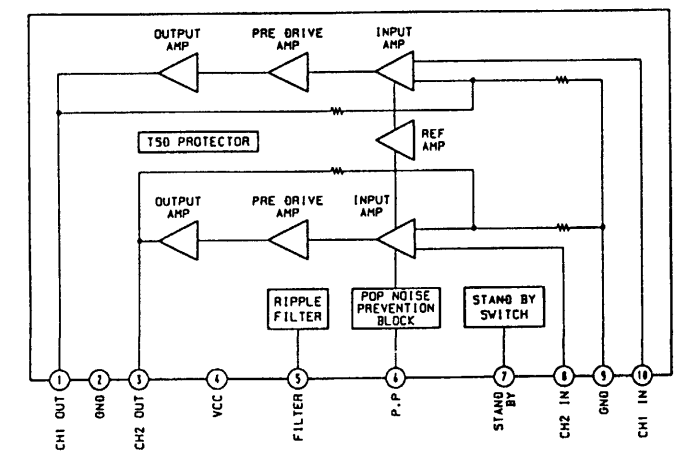 OUTPUT
AMP
PRE DRIVE
AMP
INPUT
AMP
REF
AMP
TSD PROTECTOR
OUTPUT
AMP
PRE DRIVE
AMP
INPUT
AMP
RIPPLE
FILTER
POP NOISE
PREVENTION
BLOCK
STAND BY
SWITCH
1
2
3
4
5
6
7
8
9
10
CH1 OUT
GND
CH2 OUT
VCC
FILTER
P.P
STAND
BY
CH2 IN
GND
CH1 IN